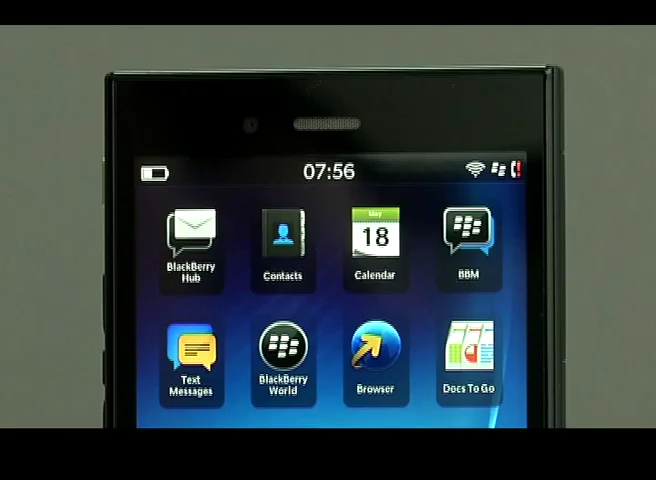 07:56
BlackBerry
Hub
Contacts
May
18
Calendar
BBM
Text
Messages
BlackBerry
World
Browser
Docs To Go